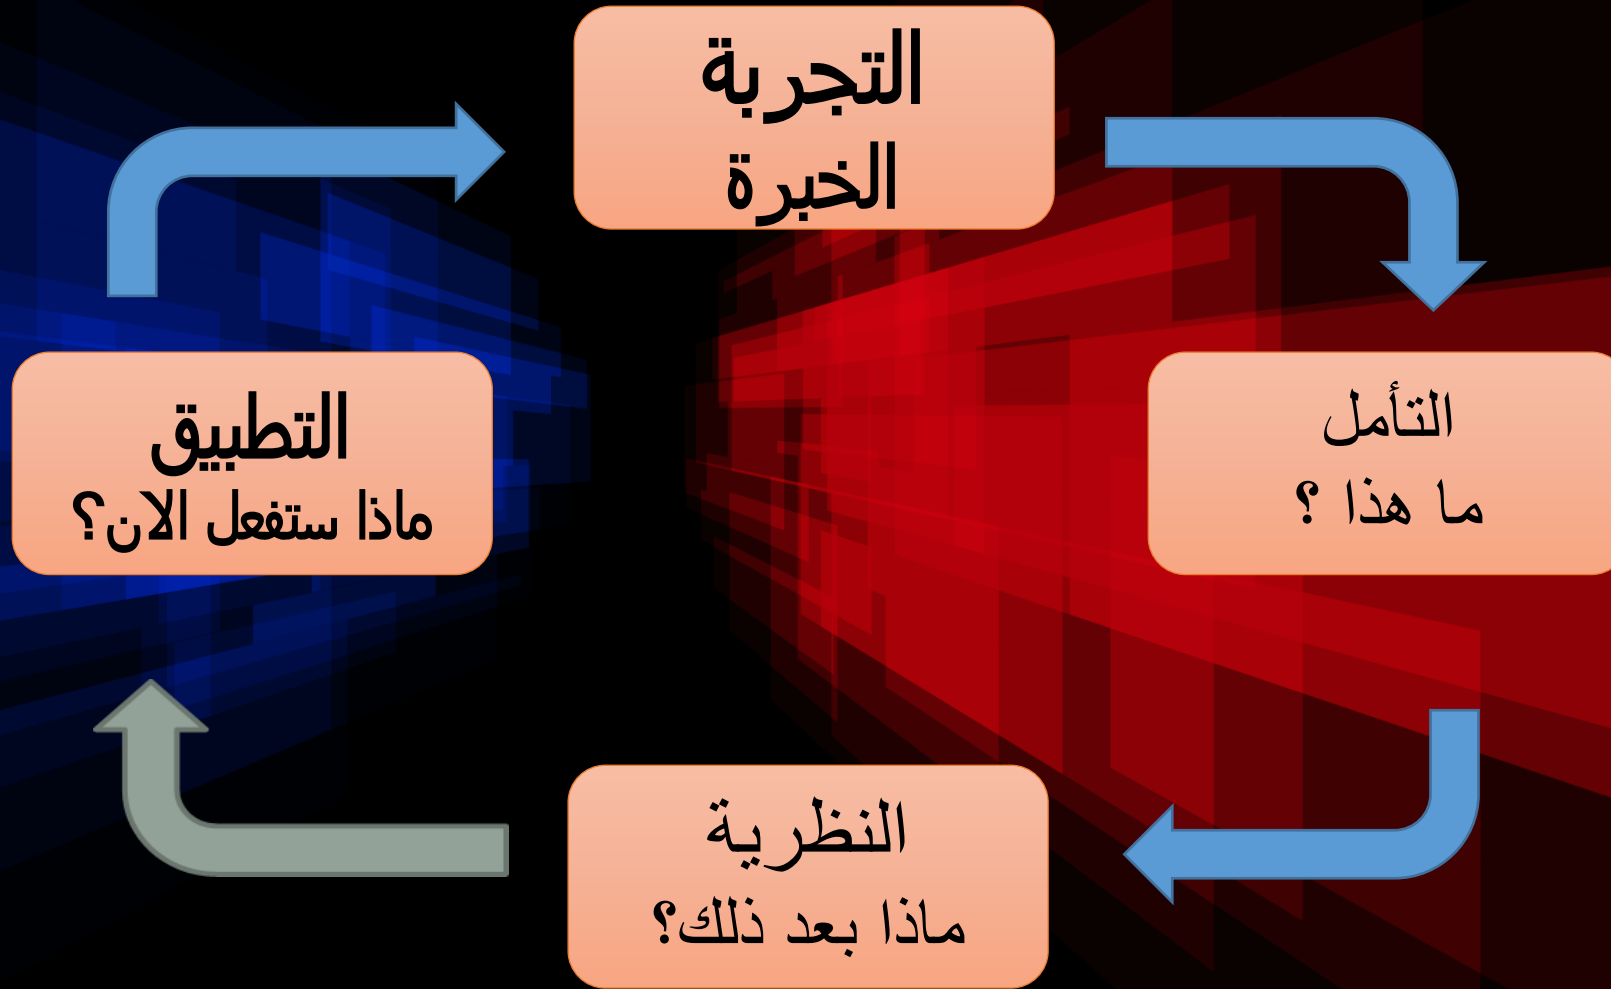 التجربة
الخبرة
التأمل
ما هذا ؟
النظرية
ماذا بعد ذلك؟
التطبيق
ماذا ستفعل الان؟